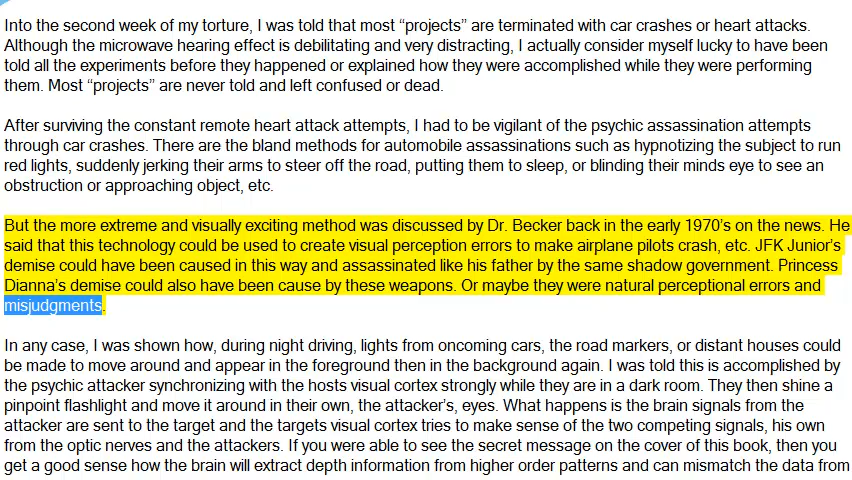 Into the second week of my torture, I was told that most “projects” are terminated with car crashes or heart attacks.
Although the microwave hearing effect is debilitating and very distracting, I actually consider myself lucky to have been
told all the experiments before they happened or explained how they were accomplished while they were performing
them. Most “projects” are never told and left confused or dead.
After surviving the constant remote heart attack attempts, I had to be vigilant of the psychic assassination attempts
through car crashes. There are the bland methods for automobile assassinations such as hypnotizing the subject to run
red lights, suddenly jerking their arms to steer off the road, putting them to sleep, or blinding their minds eye to see an
obstruction or approaching object, etc.
But the more extreme and visually exciting method was discussed by Dr. Becker back in the early 1970’s on the news. He
said that this technology could be used to create visual perception errors to make airplane pilots crash, etc. JFK Junior’s
demise could have been caused in this way and assassinated like his father by the same shadow government. Princess
Dianna’s demise could also have been cause by these weapons. Or maybe they were natural perceptional errors and
misjudgments.
In any case, I was shown how, during night driving, lights from oncoming cars, the road markers, or distant houses could
be made to move around and appear in the foreground then in the background again. I was told this is accomplished by
the psychic attacker synchronizing with the hosts visual cortex strongly while they are in a dark room. They then shine a
pinpoint flashlight and move it around in their own, the attacker’s, eyes. What happens is the brain signals from the
attacker are sent to the target and the targets visual cortex tries to make sense of the two competing signals, his own
from the optic nerves and the attackers. If you were able to see the secret message on the cover of this book, then you
get a good sense how the brain will extract depth information from higher order patterns and can mismatch the data from